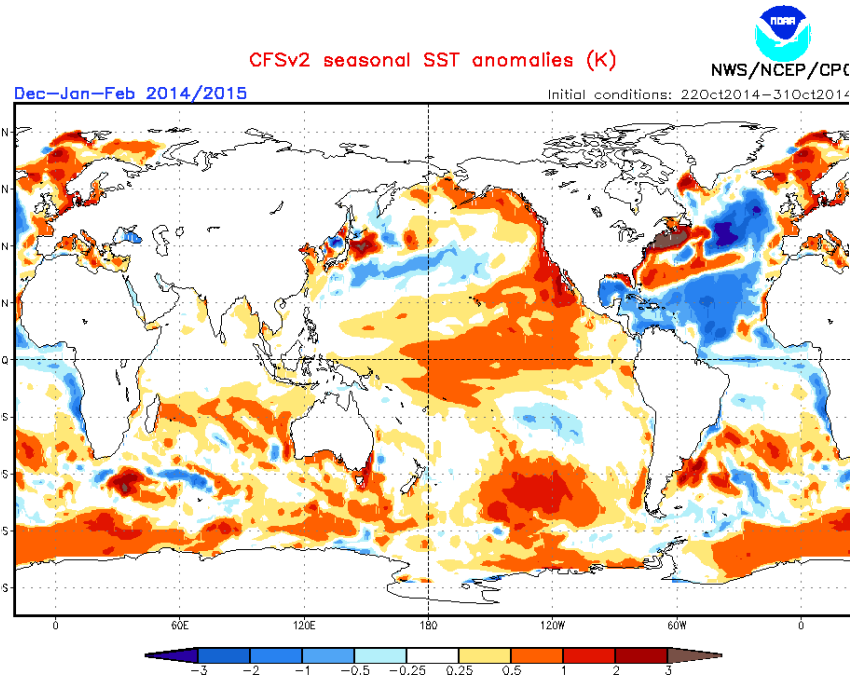 NOAA
CFSv2 seasonal SST anomalies (K)
NWS/NCEP/CPC
Dec-Jan-Feb 2014/2015
Initial conditions: 22Oct2014-31Oct2014
N
N
N
N
Q
S
S
S
S
0
60E
120E
180
120W
60W
0
-3 -2 -1 -0.5 -0.25 0.25 0.5 1 2 3